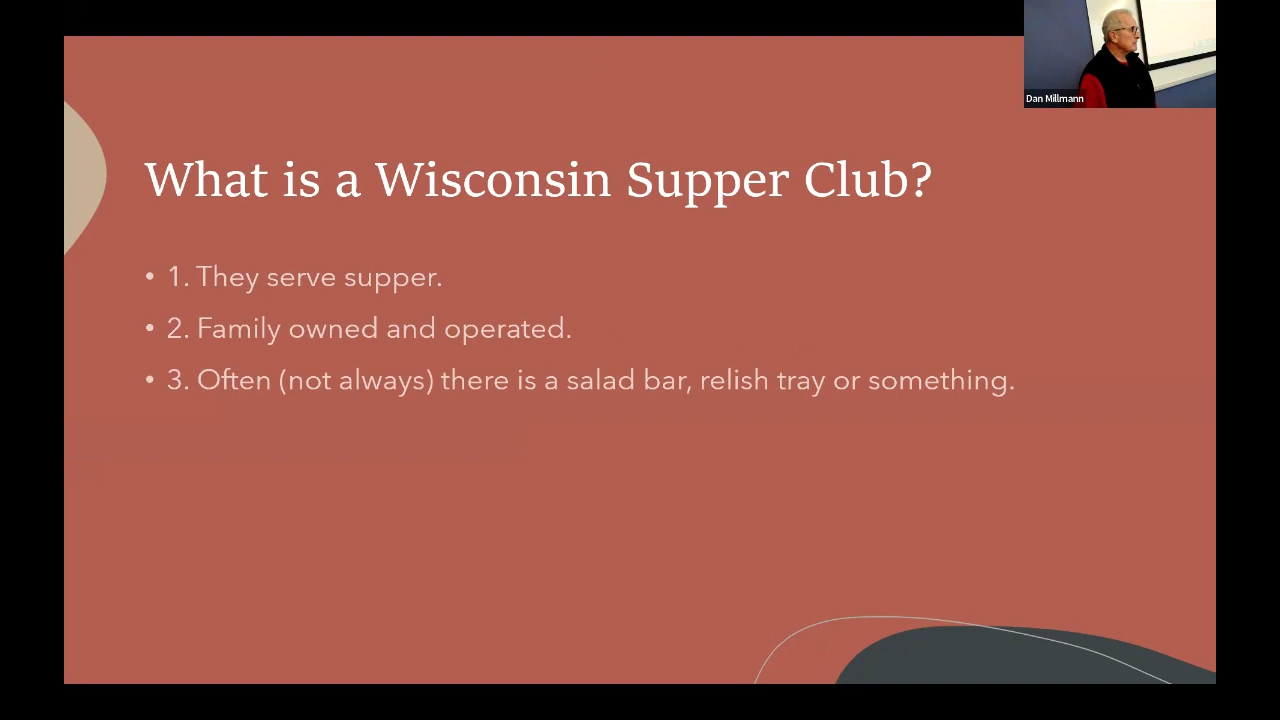 What is a Wisconsin Supper Club?
• 1. They serve supper.
• 2. Family owned and operated.
• 3. Often (not always) there is a salad bar, relish tray or something.
Dan Millmann